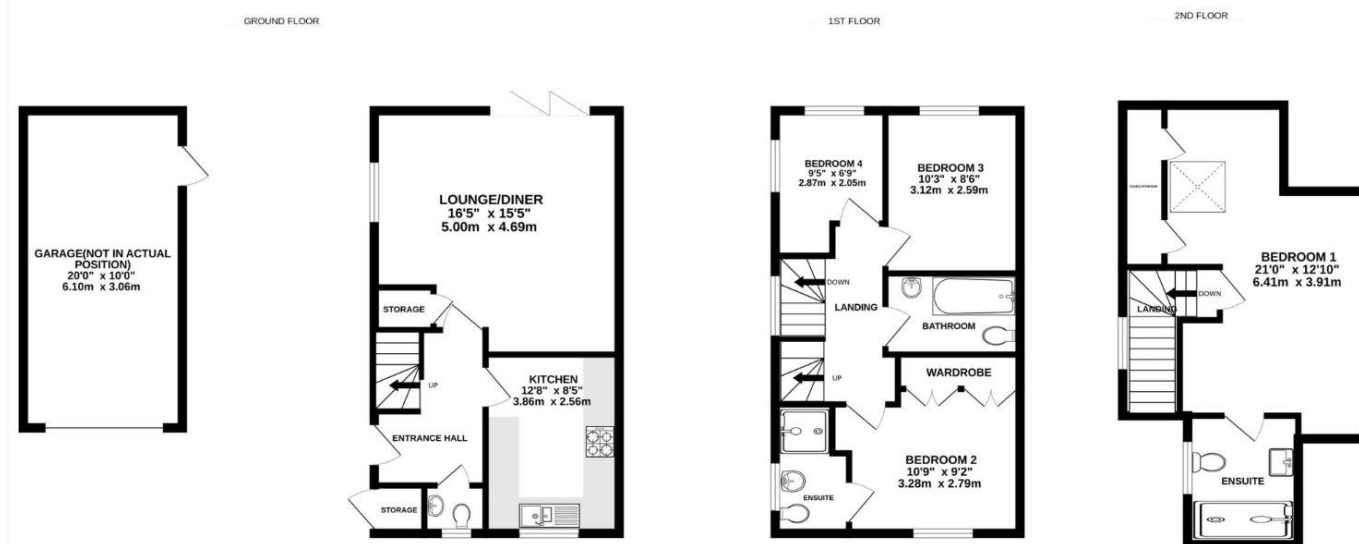 GROUND FLOOR
1ST FLOOR
2ND FLOOR
GARAGE(NOT IN ACTUAL
POSITION)
20'0" x 10'0"
6.10m x 3.06m
LOUNGE/DINER
16'5" x 15'5"
5.00m x 4.69m
STORAGE
UP
KITCHEN
12'8" x 8'5"
3.86m x 2.56m
ENTRANCE HALL
STORAGE
BEDROOM 4
9'5" x 6'9"
2.87m x 2.05m
BEDROOM 3
10'3" x 8'6"
3.12m x 2.59m
DOWN
LANDING
BATHROOM
UP
WARDROBE
BEDROOM 2
10'9" x 9'2"
3.28m x 2.79m
ENSUITE
EAVES STORAGE
BEDROOM 1
21'0" x 12'10"
6.41m x 3.91m
DOWN
LANDING
ENSUITE